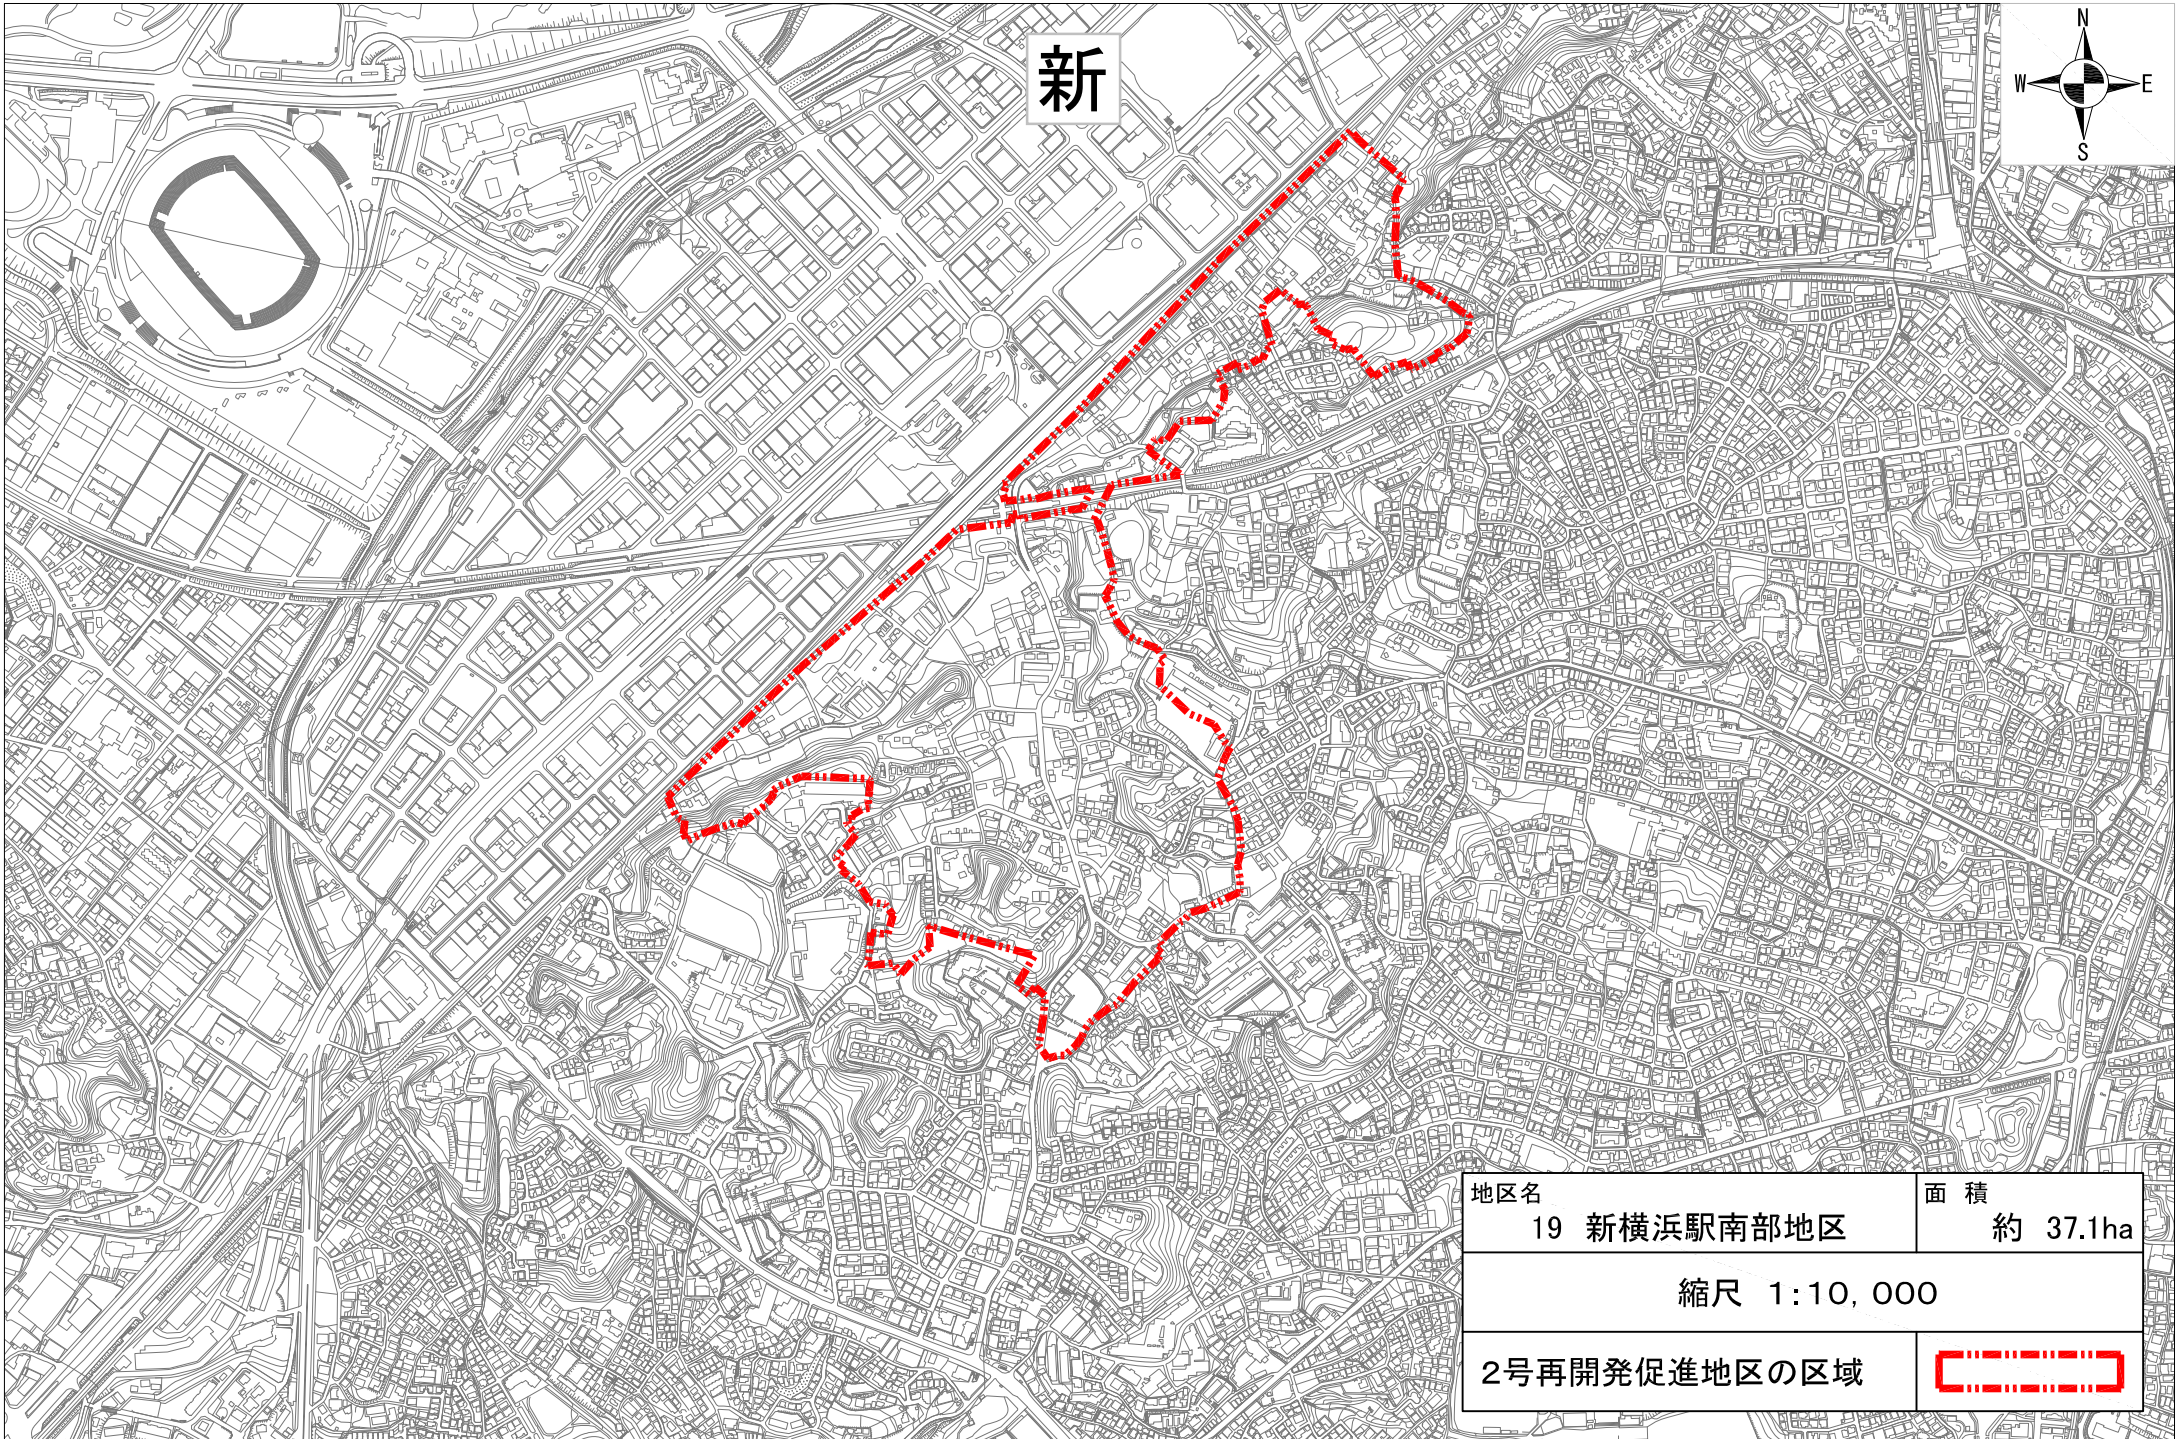 新
N
W E
S
地区名
19 新横浜駅南部地区
面 積
約 37.1ha
縮尺 1:10,000
2号再開発促進地区の区域